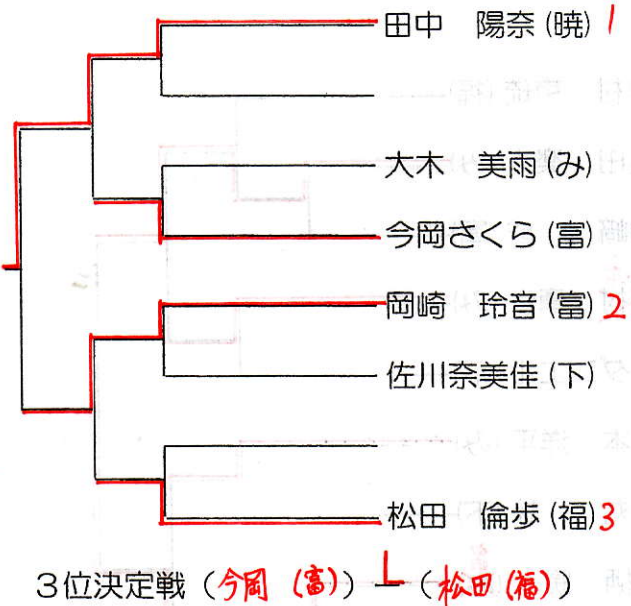 田中　陽奈(暁) 1
大木　美雨(み)
今岡さくら(富)
岡崎　玲音(富) 2
佐川奈美佳(下)
松田　倫歩(福) 3
3位決定戦 (今岡 (富)) ー (松田 (福))